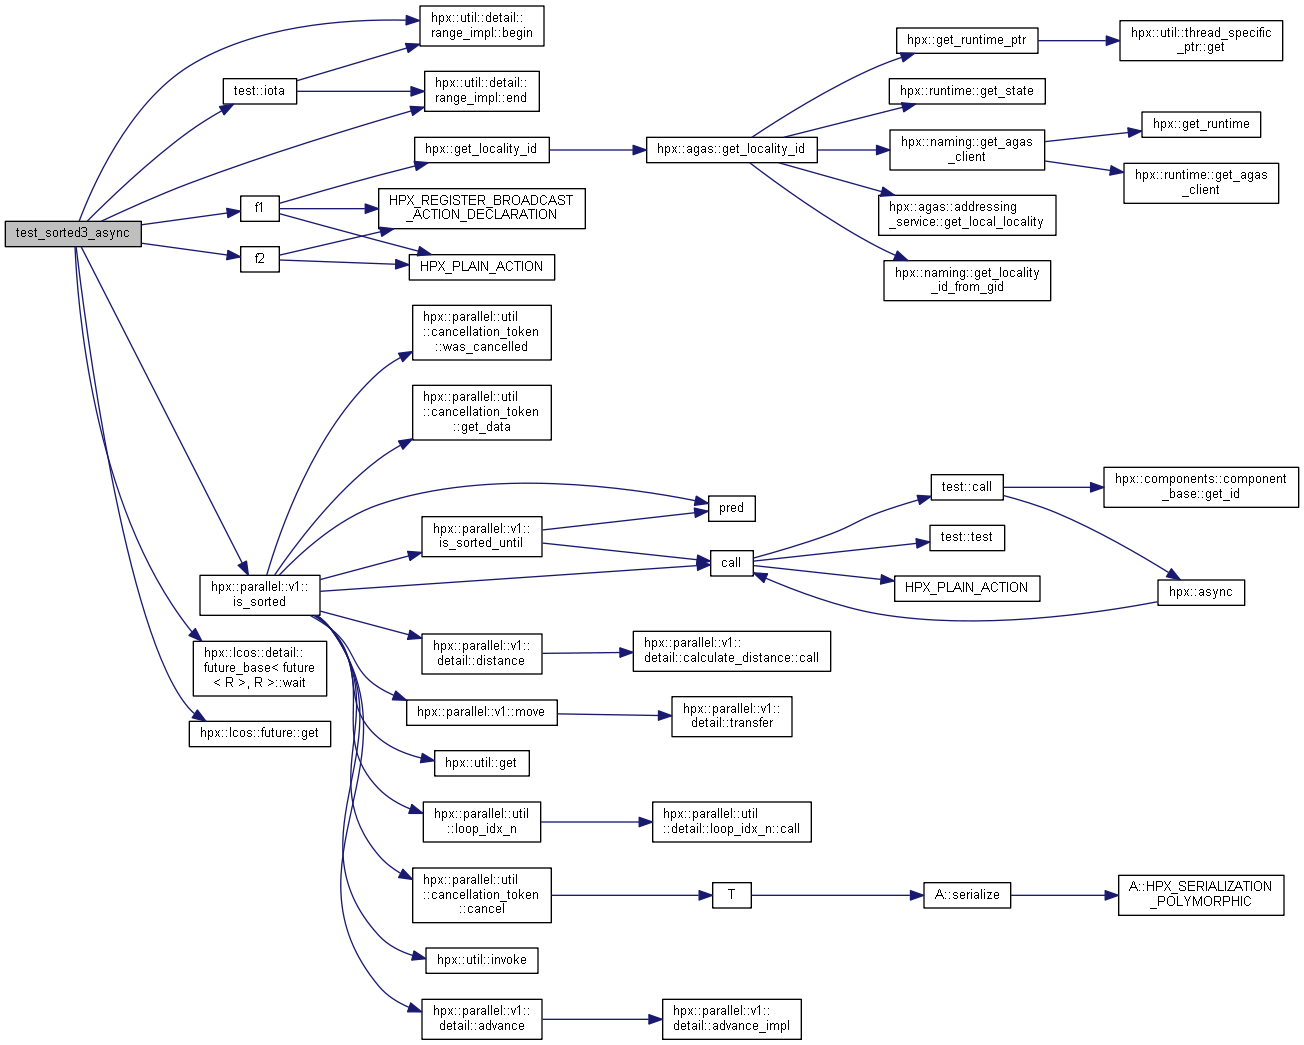 test_sorted3_async
hpx::util::detail::
range_impl::begin
test::iota
hpx::util::detail::
range_impl::end
f1
hpx::get_locality_id
HPX_REGISTER_BROADCAST
_ACTION_DECLARATION
f2
HPX_PLAIN_ACTION
hpx::agas::get_locality_id
hpx::get_runtime_ptr
hpx::util::thread_specific
_ptr::get
hpx::runtime::get_state
hpx::naming::get_agas
_client
hpx::get_runtime
hpx::runtime::get_agas
_client
hpx::agas::addressing
_service::get_local_locality
hpx::naming::get_locality
_id_from_gid
hpx::parallel::v1::
is_sorted
hpx::parallel::util
::cancellation_token
::was_cancelled
hpx::parallel::util
::cancellation_token
::get_data
pred
hpx::parallel::v1::
is_sorted_until
call
test::call
hpx::components::component
_base::get_id
test::test
HPX_PLAIN_ACTION
hpx::async
hpx::parallel::v1::
detail::distance
hpx::parallel::v1::
detail::calculate_distance::call
hpx::parallel::v1::move
hpx::parallel::v1::
detail::transfer
hpx::util::get
hpx::parallel::util
::loop_idx_n
hpx::parallel::util
::detail::loop_idx_n::call
hpx::parallel::util
::cancellation_token
::cancel
T
A::serialize
A::HPX_SERIALIZATION
_POLYMORPHIC
hpx::util::invoke
hpx::parallel::v1::
detail::advance
hpx::parallel::v1::
detail::advance_impl
hpx::lcos::detail::
future_base< future
< R >, R >::wait
hpx::lcos::future::get